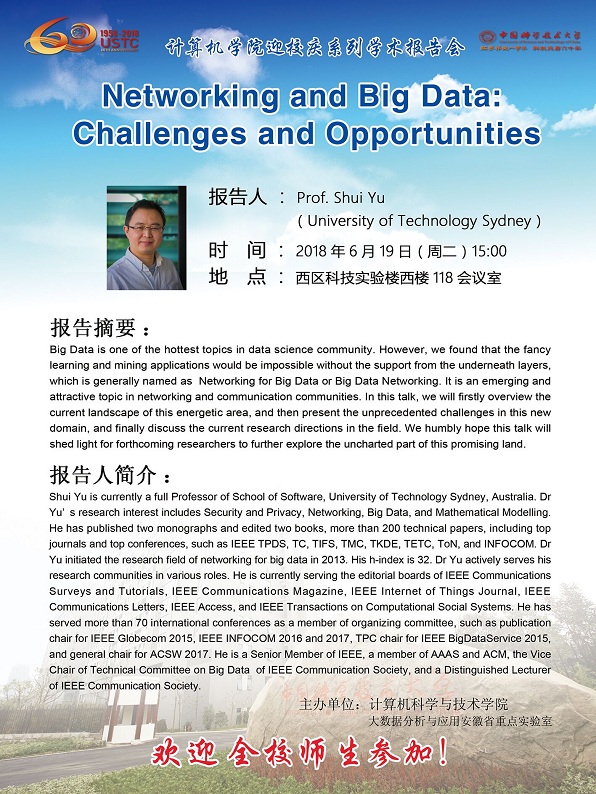 1958-2018
USTC
计算机学院迎校庆系列学术报告会
中国科学技术大学
University of Science and Technology of China
Networking and Big Data:
Challenges and Opportunities
报告人 ： Prof. Shui Yu
( University of Technology Sydney )
时 间 ： 2018 年 6 月 19 日（周二）15:00
地 点 ： 西区科技实验楼西楼 118 会议室
报告摘要 ：
Big Data is one of the hottest topics in data science community. However, we found that the fancy
learning and mining applications would be impossible without the support from the underneath layers,
which is generally named as Networking for Big Data or Big Data Networking. It is an emerging and
attractive topic in networking and communication communities. In this talk, we will firstly overview the
current landscape of this energetic area, and then present the unprecedented challenges in this new
domain, and finally discuss the current research directions in the field. We humbly hope this talk will
shed light for forthcoming researchers to further explore the uncharted part of this promising land.
报告人简介 ：
Shui Yu is currently a full Professor of School of Software, University of Technology Sydney, Australia. Dr
Yu' s research interest includes Security and Privacy, Networking, Big Data, and Mathematical Modelling.
He has published two monographs and edited two books, more than 200 technical papers, including top
journals and top conferences, such as IEEE TPDS, TC, TIFS, TMC, TKDE, TETC, ToN, and INFOCOM. Dr
Yu initiated the research field of networking for big data in 2013. His h-index is 32. Dr Yu actively serves his
research communities in various roles. He is currently serving the editorial boards of IEEE Communications
Surveys and Tutorials, IEEE Communications Magazine, IEEE Internet of Things Journal, IEEE
Communications Letters, IEEE Access, and IEEE Transactions on Computational Social Systems. He has
served more than 70 international conferences as a member of organizing committee, such as publication
chair for IEEE Globecom 2015, IEEE INFOCOM 2016 and 2017, TPC chair for IEEE BigDataService 2015,
and general chair for ACSW 2017. He is a Senior Member of IEEE, a member of AAAS and ACM, the Vice
Chair of Technical Committee on Big Data of IEEE Communication Society, and a Distinguished Lecturer
of IEEE Communication Society.
主办单位：计算机科学与技术学院
大数据分析与应用安徽省重点实验室
欢迎全校师生参加！